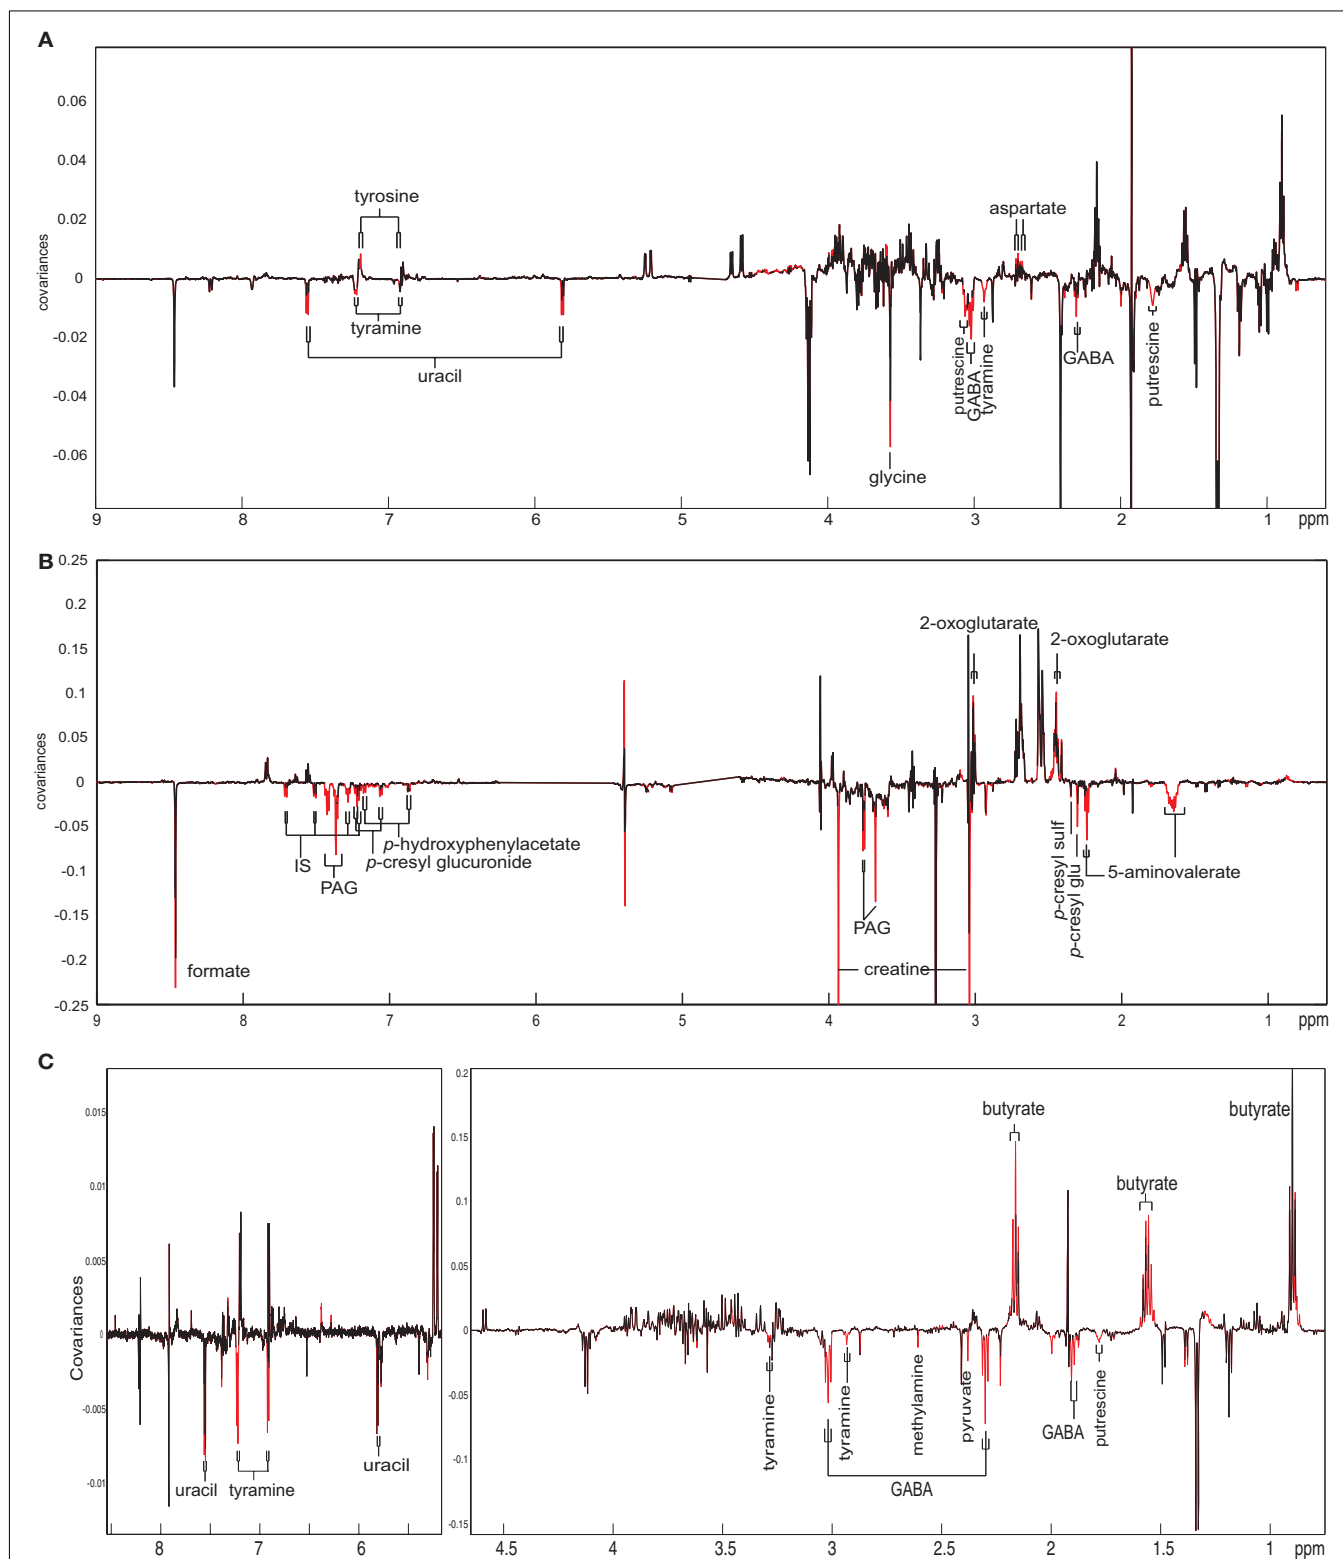 A
covariances
0.06
0.04
0.02
0
-0.02
-0.04
-0.06
tyrosine
tyramine
uracil
aspartate
putrescine
GABA
tyramine
GABA
putrescine
glycine
9 8 7 6 5 4 3 2 1 ppm
B
covariances
0.25
0.2
0.15
0.1
0.05
0
-0.05
-0.1
-0.15
-0.2
-0.25
2-oxoglutarate
2-oxoglutarate
p-hydroxyphenylacetate
p-cresyl glucuronide
IS
PAG
formate
PAG
creatine
p-cresyl sulf
p-cresyl glu
5-aminovalerate
9 8 7 6 5 4 3 2 1 ppm
C
Covariances
0.015
0.01
0.005
0
-0.005
-0.01
uracil
tyramine
uracil
8 7 6
0.2
0.15
0.1
0.05
0
-0.05
-0.1
-0.15
butyrate
butyrate
butyrate
tyramine
tyramine
methylamine
pyruvate
GABA
putrescine
GABA
4.5 4 3.5 3 2.5 2 1.5 1 ppm